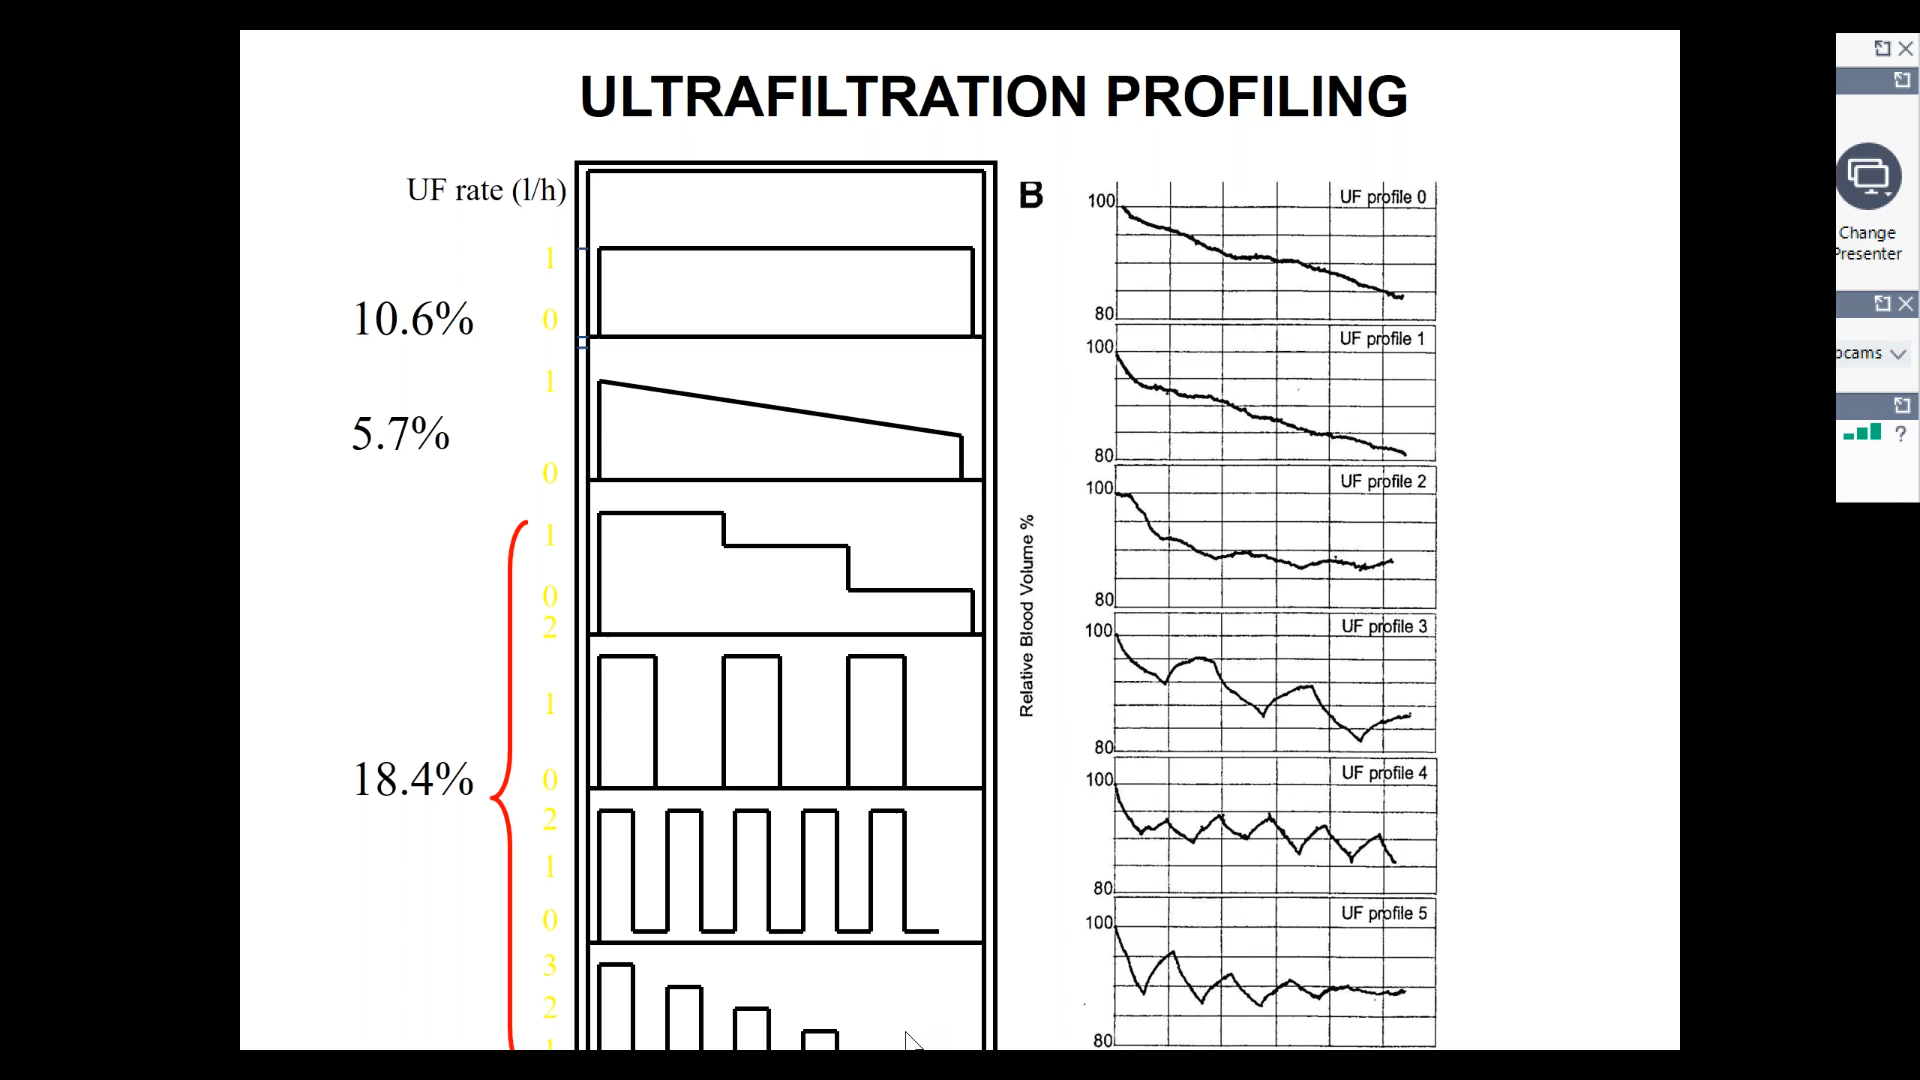 ULTRAFILTRATION PROFILING
UF rate (l/h)
1
0
10.6%
1
0
5.7%
1
0
2
1
0
18.4%
2
1
0
3
2
B
Relative Blood Volume %
100
UF profile 0
80
100
UF profile 1
80
100
UF profile 2
80
100
UF profile 3
80
100
UF profile 4
80
100
UF profile 5
80
Change
Presenter
?